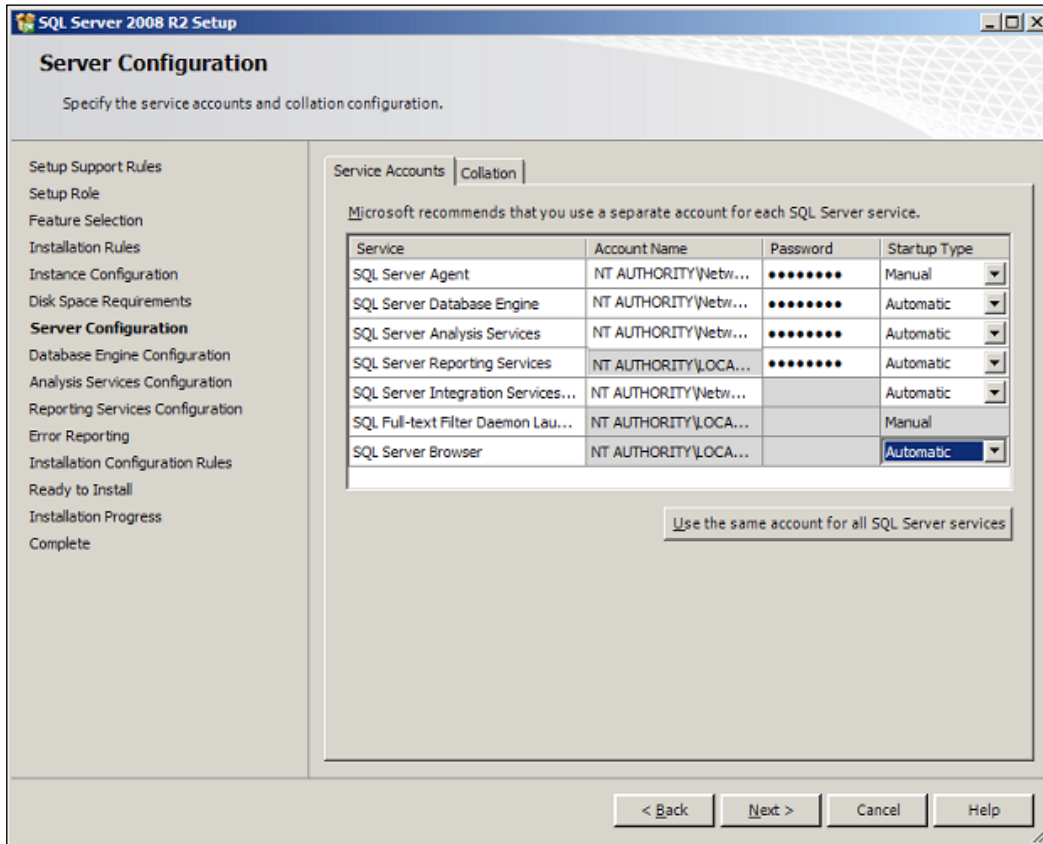 SQL Server 2008 R2 Setup
Server Configuration
Specify the service accounts and collation configuration.
Setup Support Rules
Setup Role
Feature Selection
Installation Rules
Instance Configuration
Disk Space Requirements
Server Configuration
Database Engine Configuration
Analysis Services Configuration
Reporting Services Configuration
Error Reporting
Installation Configuration Rules
Ready to Install
Installation Progress
Complete
Service Accounts Collation
Microsoft recommends that you use a separate account for each SQL Server service.
Service Account Name Password Startup Type
SQL Server Agent NT AUTHORITY\Netw... ●●●●●●●● Manual
SQL Server Database Engine NT AUTHORITY\Netw... ●●●●●●●● Automatic
SQL Server Analysis Services NT AUTHORITY\Netw... ●●●●●●●● Automatic
SQL Server Reporting Services NT AUTHORITY\LOCA... ●●●●●●●● Automatic
SQL Server Integration Services... NT AUTHORITY\Netw... Automatic
SQL Full-text Filter Daemon Lau... NT AUTHORITY\LOCA... Manual
SQL Server Browser NT AUTHORITY\LOCA... Automatic
Use the same account for all SQL Server services
< Back Next > Cancel Help